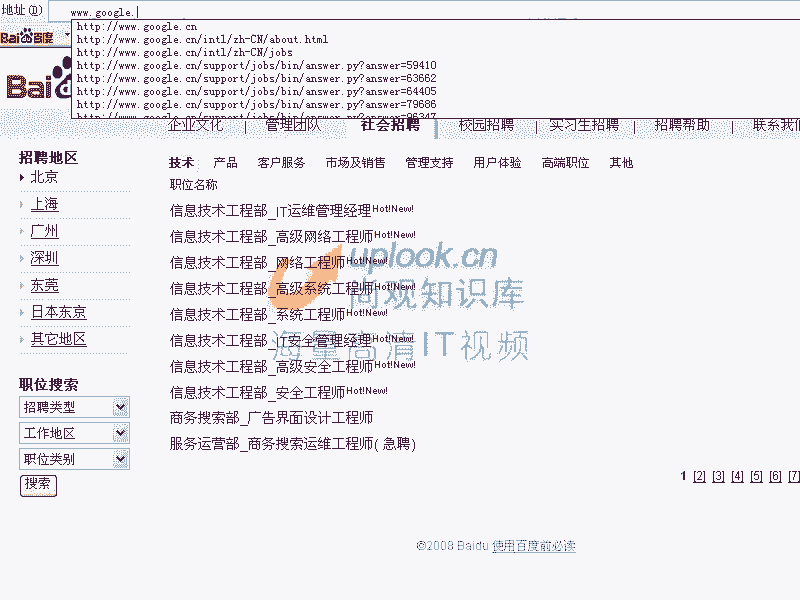 地址(D)
www.google.
http://www.google.cn
http://www.google.cn/intl/zh-CN/about.html
http://www.google.cn/intl/zh-CN/jobs
http://www.google.cn/support/jobs/bin/answer.py?answer=59410
http://www.google.cn/support/jobs/bin/answer.py?answer=63662
http://www.google.cn/support/jobs/bin/answer.py?answer=64405
http://www.google.cn/support/jobs/bin/answer.py?answer=79686
http://www.google.cn/support/jobs/bin/answer.py?answer=96347
Bai百度
Bai
企业文化 | 管理团队 社会招聘 校园招聘 | 实习生招聘 | 招聘帮助 | 联系我们
招聘地区
北京
上海
广州
深圳
东莞
日本东京
其它地区
职位搜索
招聘类型
工作地区
职位类别
搜索
技术 产品 客户服务 市场及销售 管理支持 用户体验 高端职位 其他
职位名称
信息技术工程部_IT运维管理经理Hot!New!
信息技术工程部_高级网络工程师Hot!New!
信息技术工程部_网络工程师Hot!New!
信息技术工程部_高级系统工程师Hot!New!
信息技术工程部_系统工程师Hot!New!
信息技术工程部_IT安全管理经理Hot!New!
信息技术工程部_高级安全工程师Hot!New!
信息技术工程部_安全工程师Hot!New!
商务搜索部_广告界面设计工程师
服务运营部_商务搜索运维工程师(急聘)
uplook.cn
尚观知识库
海量高清IT视频
1 [2] [3] [4] [5] [6] [7]
©2008 Baidu 使用百度前必读